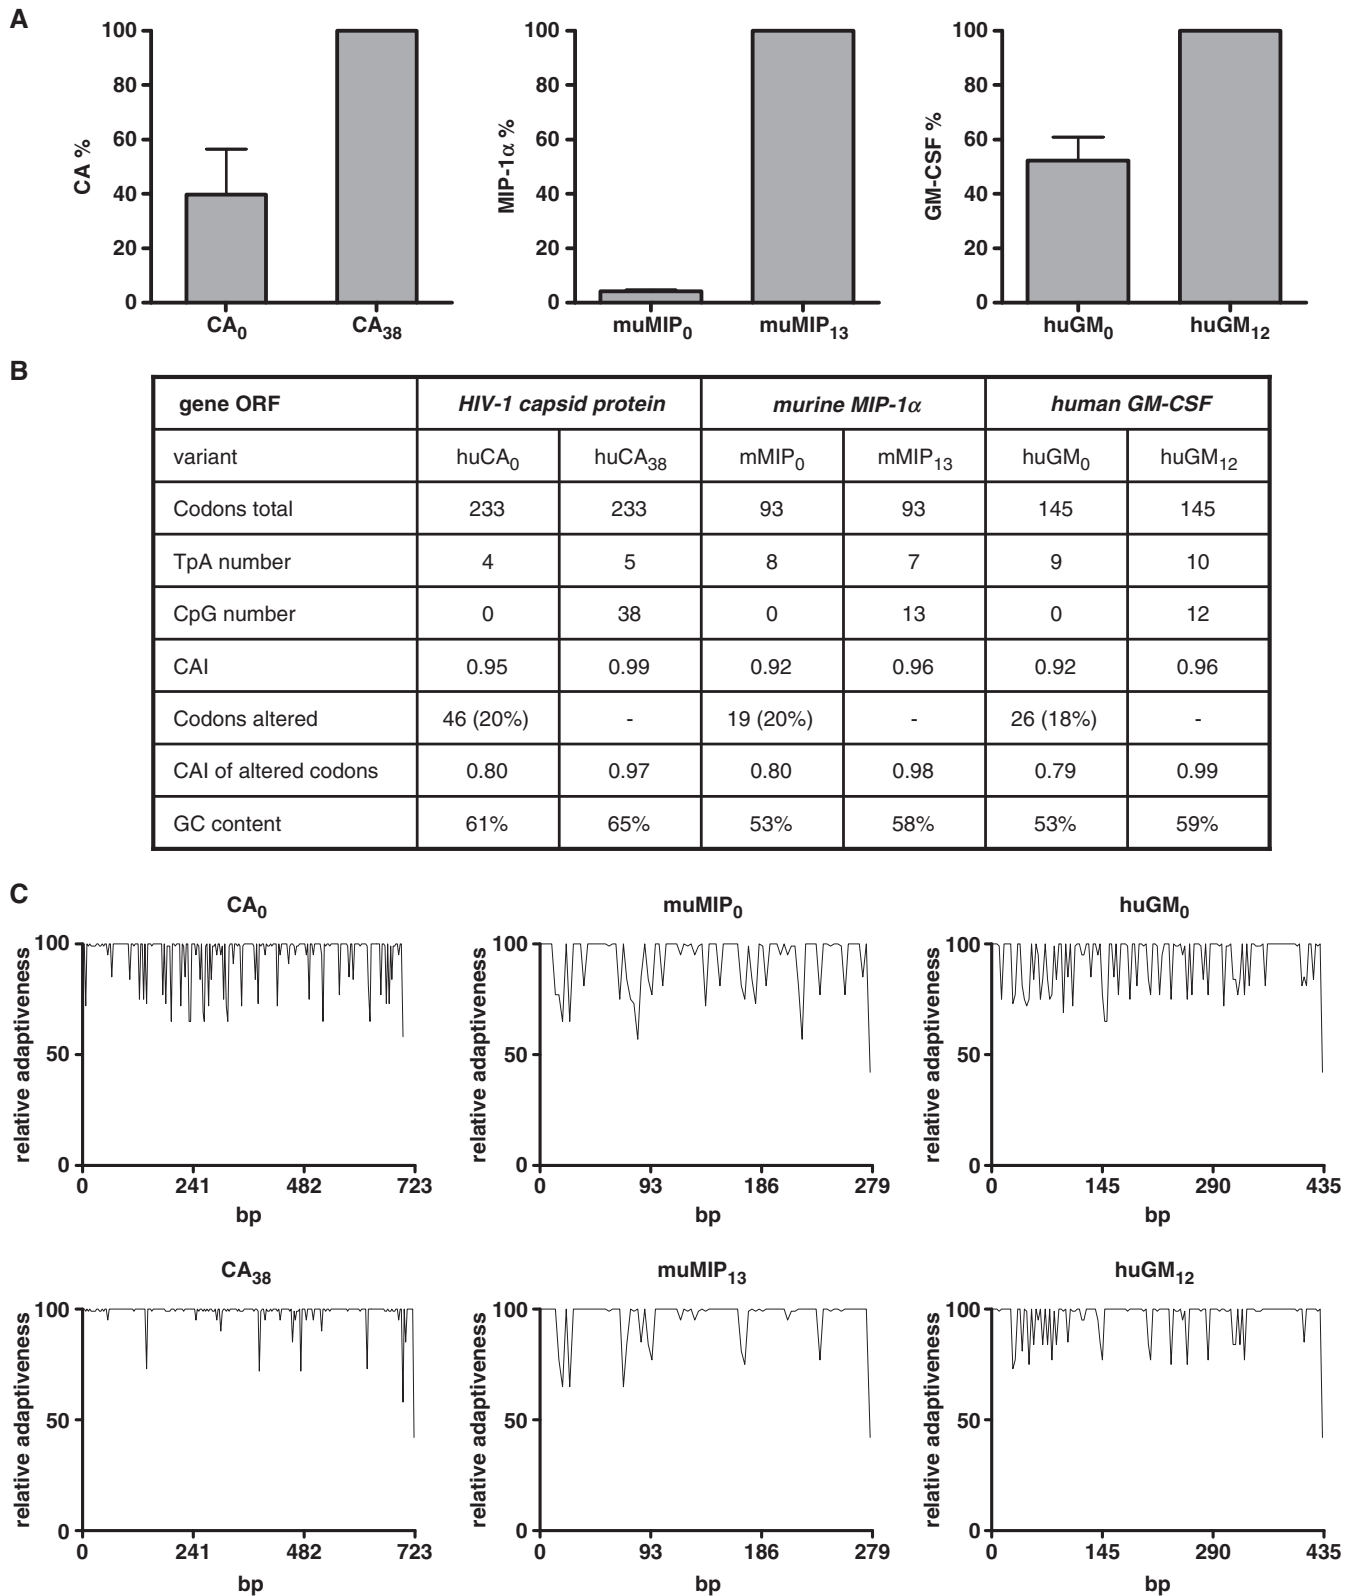 A
100
80
60
40
20
0
CA %
CA0
CA38
100
80
60
40
20
0
MIP-1α %
muMIP0
muMIP13
100
80
60
40
20
0
GM-CSF %
huGM0
huGM12
B
gene ORF HIV-1 capsid protein murine MIP-1α human GM-CSF
variant huCA0 huCA38 mMIP0 mMIP13 huGM0 huGM12
Codons total 233 233 93 93 145 145
TpA number 4 5 8 7 9 10
CpG number 0 38 0 13 0 12
CAI 0.95 0.99 0.92 0.96 0.92 0.96
Codons altered 46 (20%) - 19 (20%) - 26 (18%) -
CAI of altered codons 0.80 0.97 0.80 0.98 0.79 0.99
GC content 61% 65% 53% 58% 53% 59%
C
CA0
relative adaptiveness
100
50
0
0 241 482 723
bp
muMIP0
relative adaptiveness
100
50
0
0 93 186 279
bp
huGM0
relative adaptiveness
100
50
0
0 145 290 435
bp
CA38
relative adaptiveness
100
50
0
0 241 482 723
bp
muMIP13
relative adaptiveness
100
50
0
0 93 186 279
bp
huGM12
relative adaptiveness
100
50
0
0 145 290 435
bp